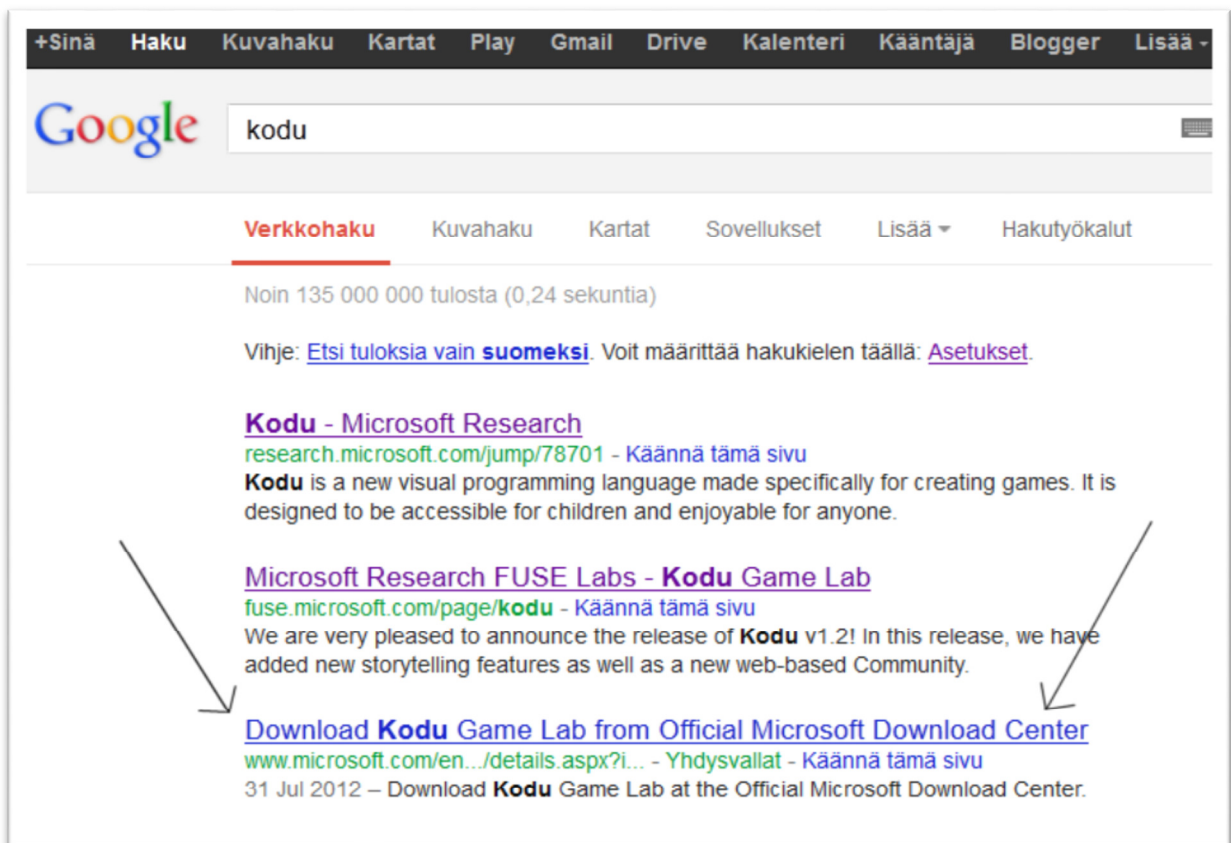 +Sinä Haku Kuvahaku Kartat Play Gmail Drive Kalenteri Kääntäjä Blogger Lisää
Google kodu
Verkkohaku Kuvahaku Kartat Sovellukset Lisää Hakutyökalut
Noin 135 000 000 tulosta (0,24 sekuntia)
Vihje: Etsi tuloksia vain suomeksi. Voit määrittää hakukielen täällä: Asetukset.
Kodu - Microsoft Research
research.microsoft.com/jump/78701 - Käännä tämä sivu
Kodu is a new visual programming language made specifically for creating games. It is
designed to be accessible for children and enjoyable for anyone.
Microsoft Research FUSE Labs - Kodu Game Lab
fuse.microsoft.com/page/kodu - Käännä tämä sivu
We are very pleased to announce the release of Kodu v1.2! In this release, we have
added new storytelling features as well as a new web-based Community.
Download Kodu Game Lab from Official Microsoft Download Center
www.microsoft.com/en.../details.aspx?i... - Yhdysvallat - Käännä tämä sivu
31 Jul 2012 – Download Kodu Game Lab at the Official Microsoft Download Center.